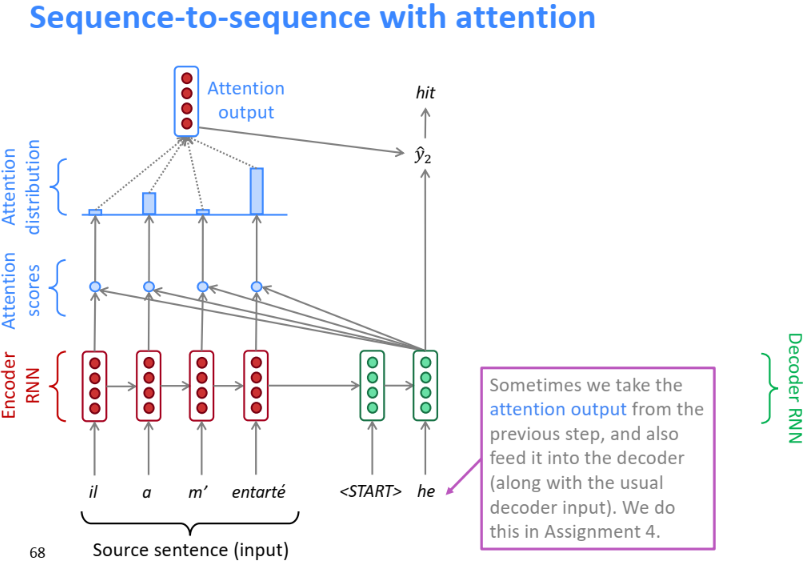 Sequence-to-sequence with attention
Attention
output
hit
ŷ₂
Attention
distribution
Attention
scores
Encoder
RNN
Decoder RNN
Sometimes we take the
attention output from the
previous step, and also
feed it into the decoder
(along with the usual
decoder input). We do
this in Assignment 4.
il a m’ entarté <START> he
Source sentence (input)
68